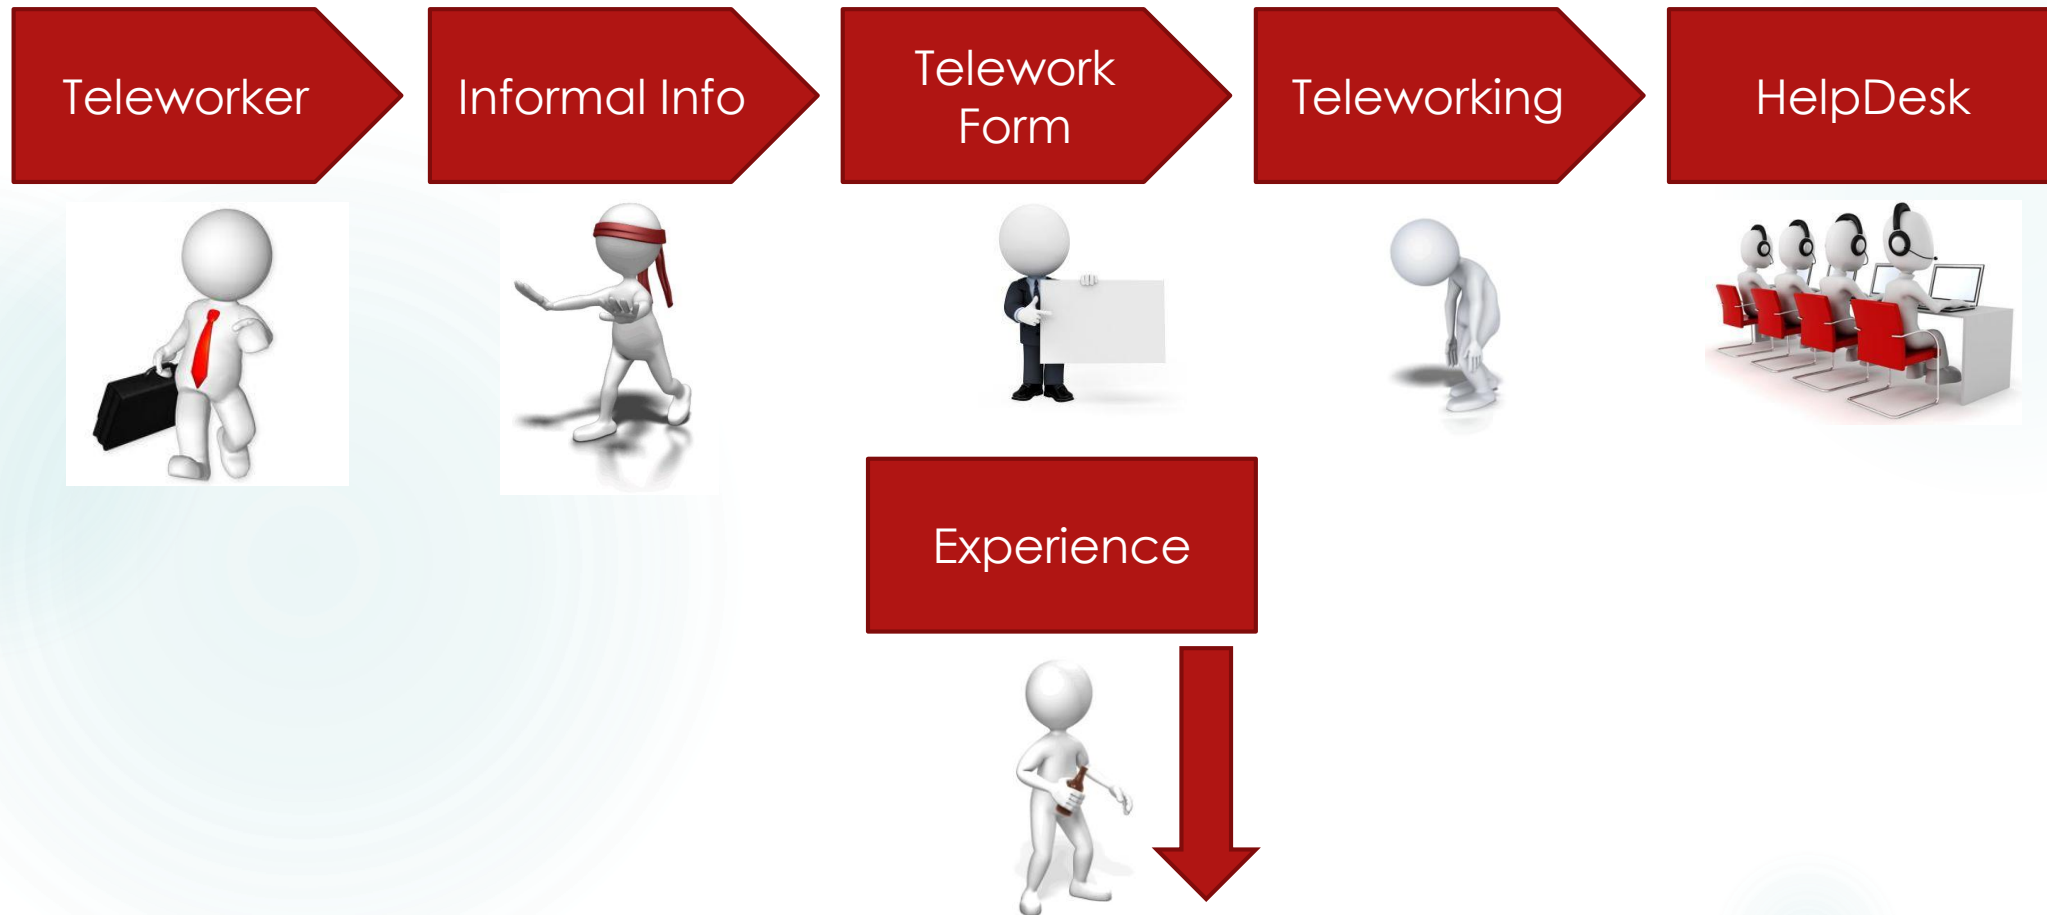 Teleworker
Informal Info
Telework
Form
Teleworking
HelpDesk
Experience